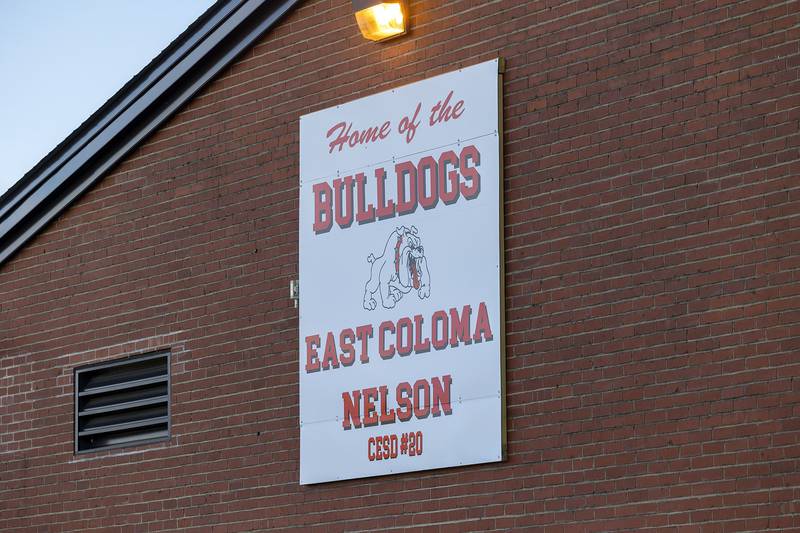 Home of the
BULLDOGS
EAST COLOMA
NELSON
CESD #20